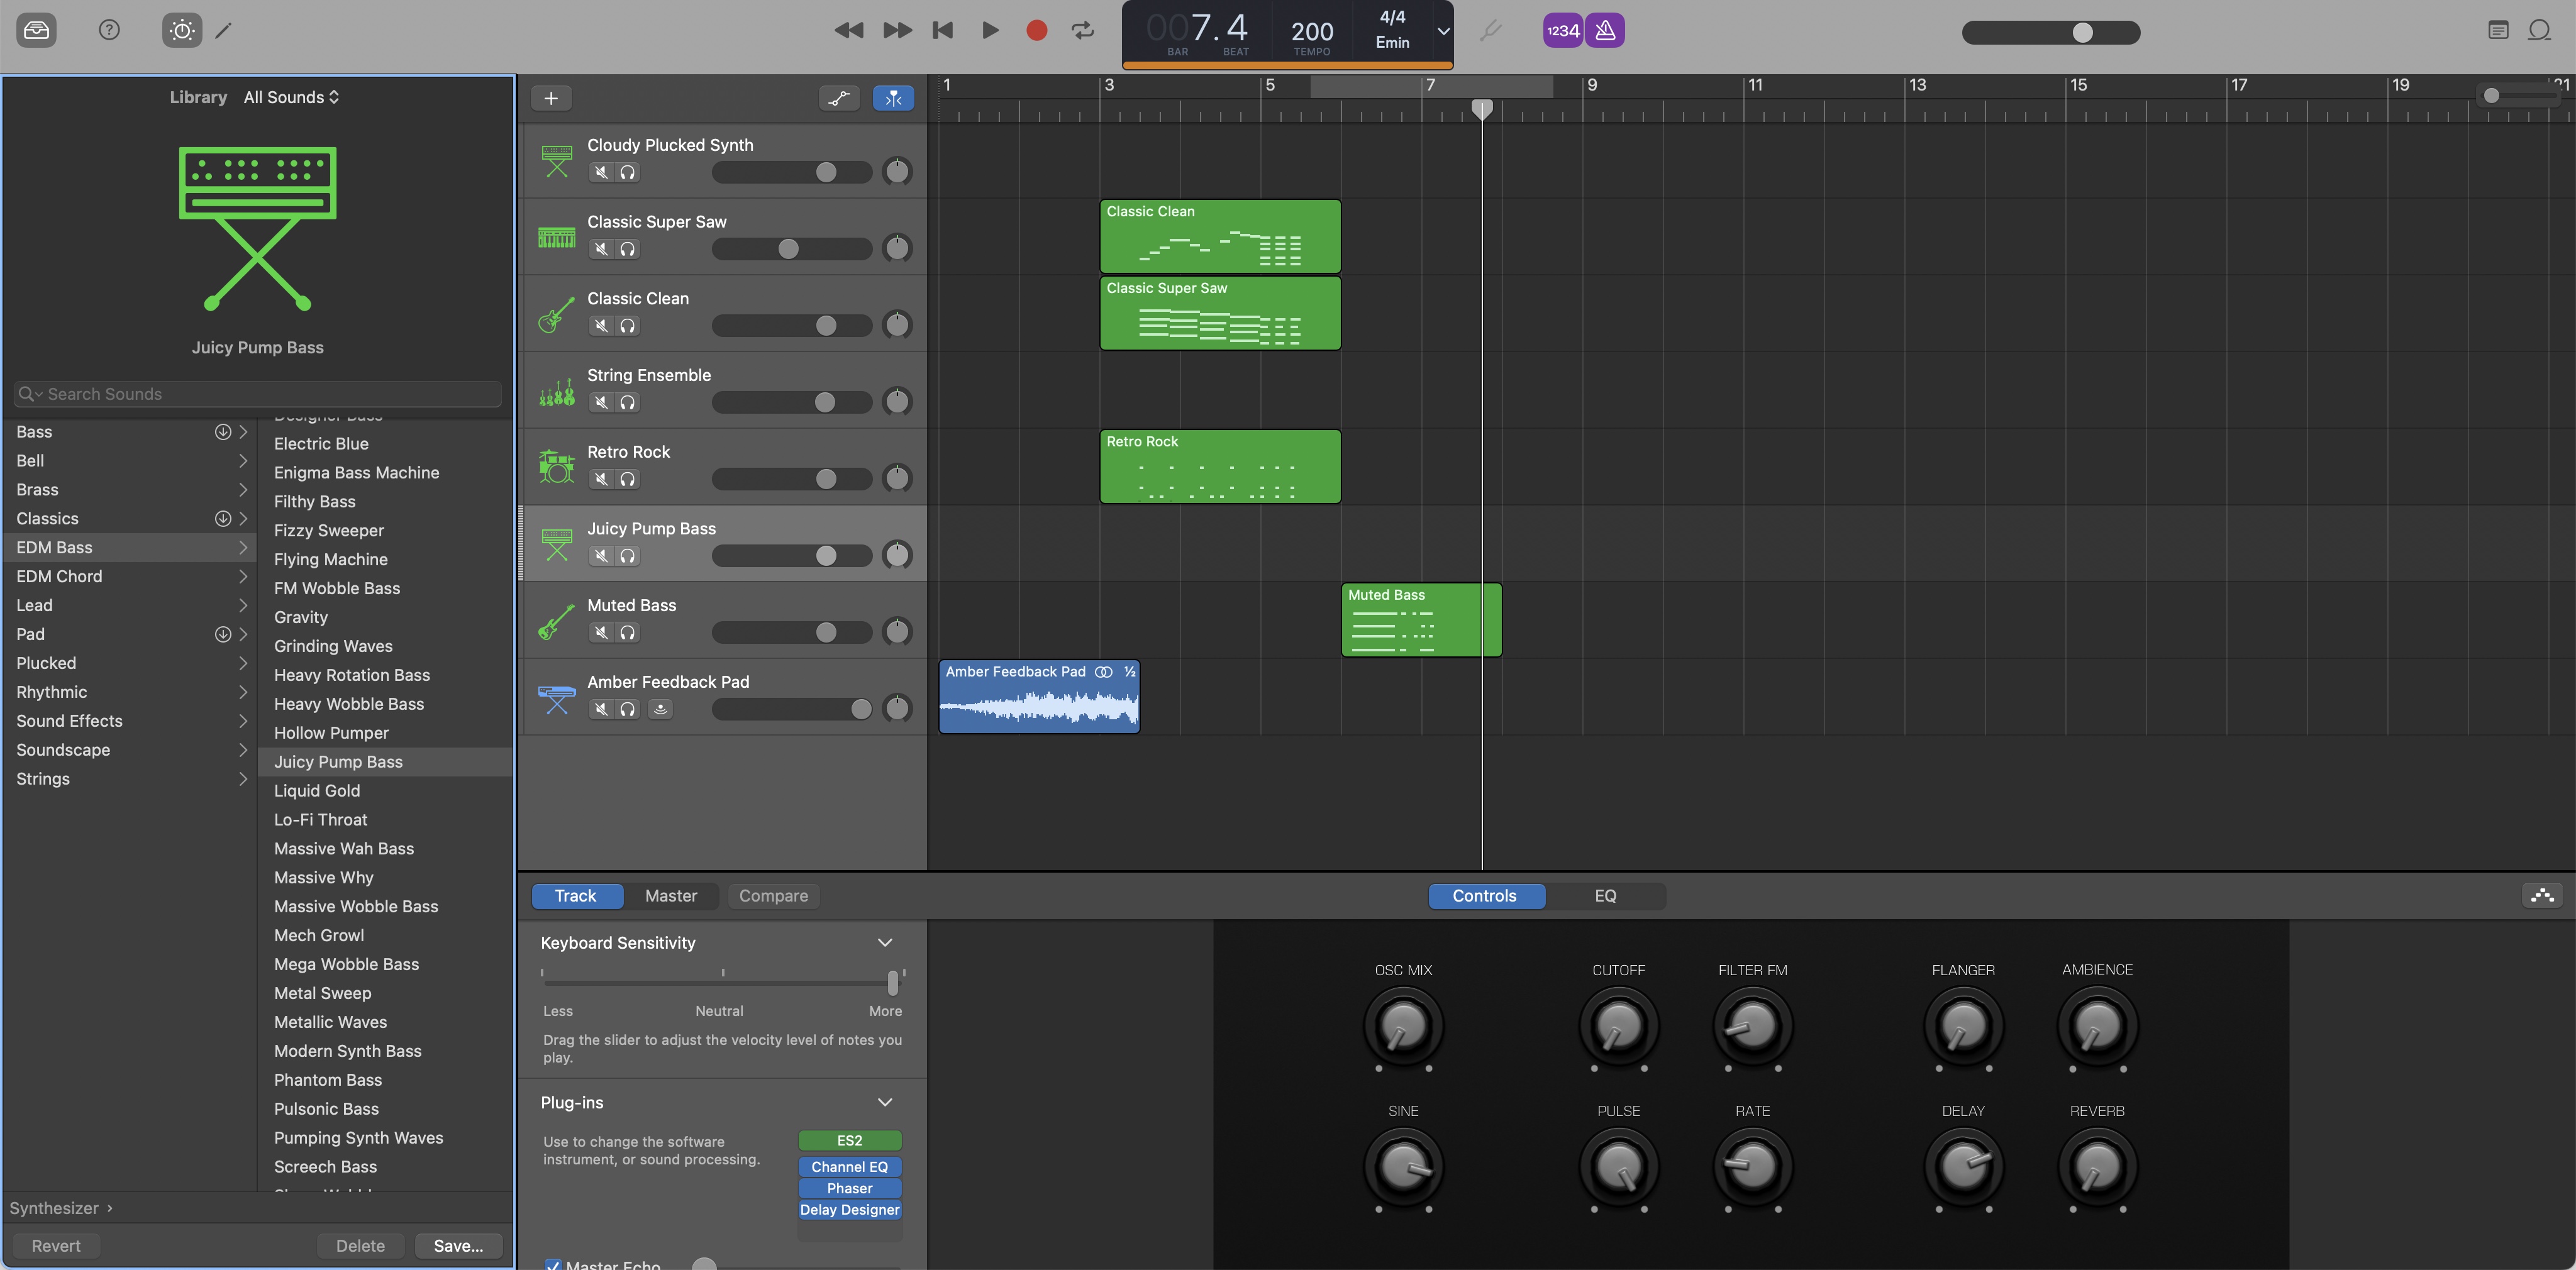 007.4
BAR BEAT
200
TEMPO
4/4
Emin
1234
Library All Sounds
Juicy Pump Bass
Search Sounds
Bass
Bell
Brass
Classics
EDM Bass
EDM Chord
Lead
Pad
Plucked
Rhythmic
Sound Effects
Soundscape
Strings
Designer Bass
Electric Blue
Enigma Bass Machine
Filthy Bass
Fizzy Sweeper
Flying Machine
FM Wobble Bass
Gravity
Grinding Waves
Heavy Rotation Bass
Heavy Wobble Bass
Hollow Pumper
Juicy Pump Bass
Liquid Gold
Lo-Fi Throat
Massive Wah Bass
Massive Why
Massive Wobble Bass
Mech Growl
Mega Wobble Bass
Metal Sweep
Metallic Waves
Modern Synth Bass
Phantom Bass
Pulsonic Bass
Pumping Synth Waves
Screech Bass
Synthesizer ›
Revert Delete Save...
1 3 5 7 9 11 13 15 17 19 21
Cloudy Plucked Synth
Classic Super Saw
Classic Clean
String Ensemble
Retro Rock
Juicy Pump Bass
Muted Bass
Amber Feedback Pad
Classic Clean
Classic Super Saw
Retro Rock
Muted Bass
Amber Feedback Pad ½
Track Master Compare
Controls EQ
Keyboard Sensitivity
Less Neutral More
Drag the slider to adjust the velocity level of notes you
play.
Plug-ins
Use to change the software
instrument, or sound processing.
ES2
Channel EQ
Phaser
Delay Designer
Master Echo
OSC MIX CUTOFF FILTER FM FLANGER AMBIENCE
SINE PULSE RATE DELAY REVERB